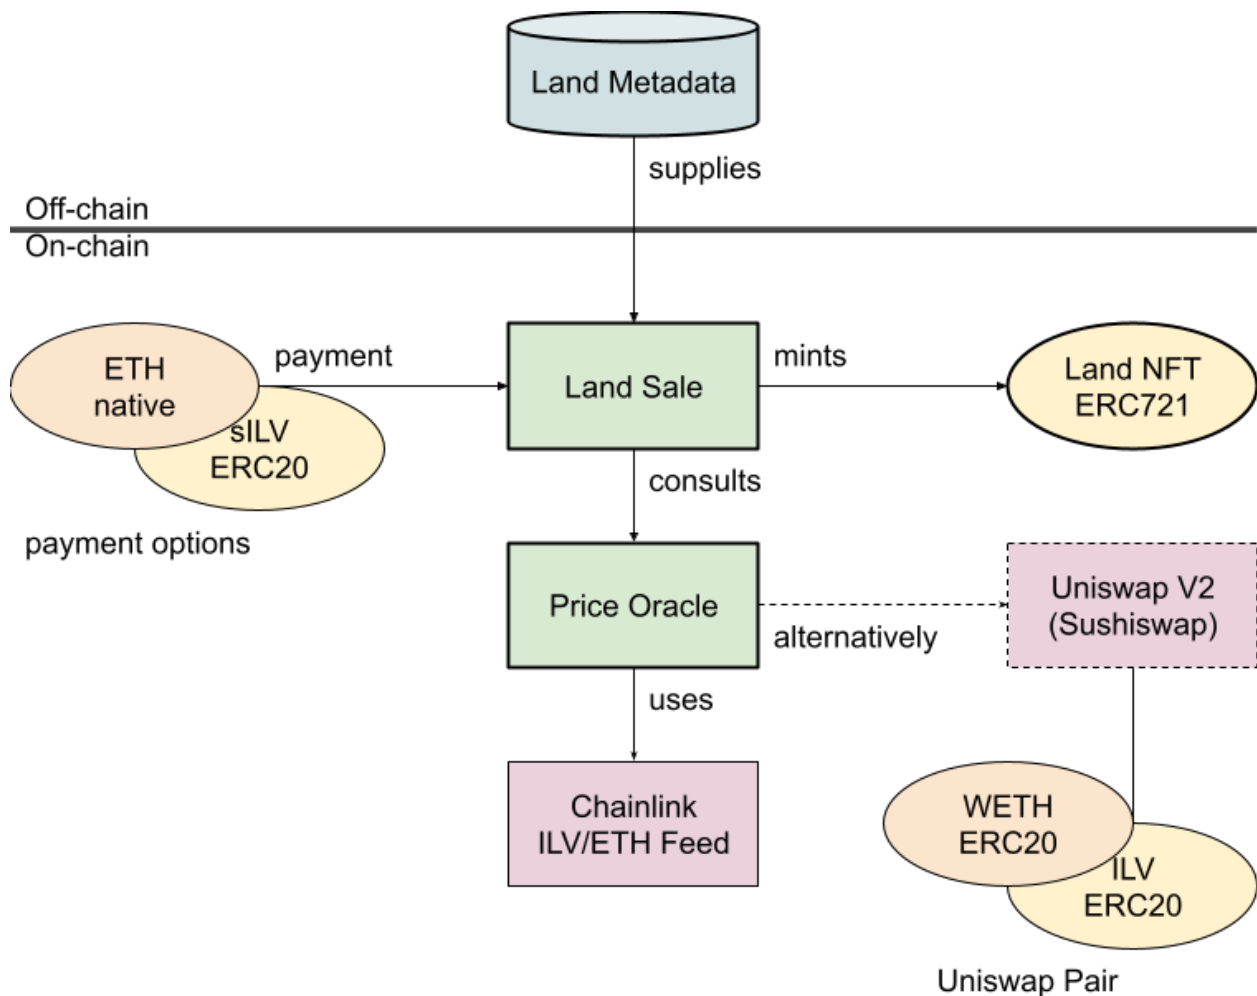 Land Metadata
supplies
Off-chain
On-chain
ETH
native
payment
sILV
ERC20
payment options
Land Sale
mints
Land NFT
ERC721
consults
Price Oracle
alternatively
Uniswap V2
(Sushiswap)
uses
Chainlink
ILV/ETH Feed
WETH
ERC20
ILV
ERC20
Uniswap Pair